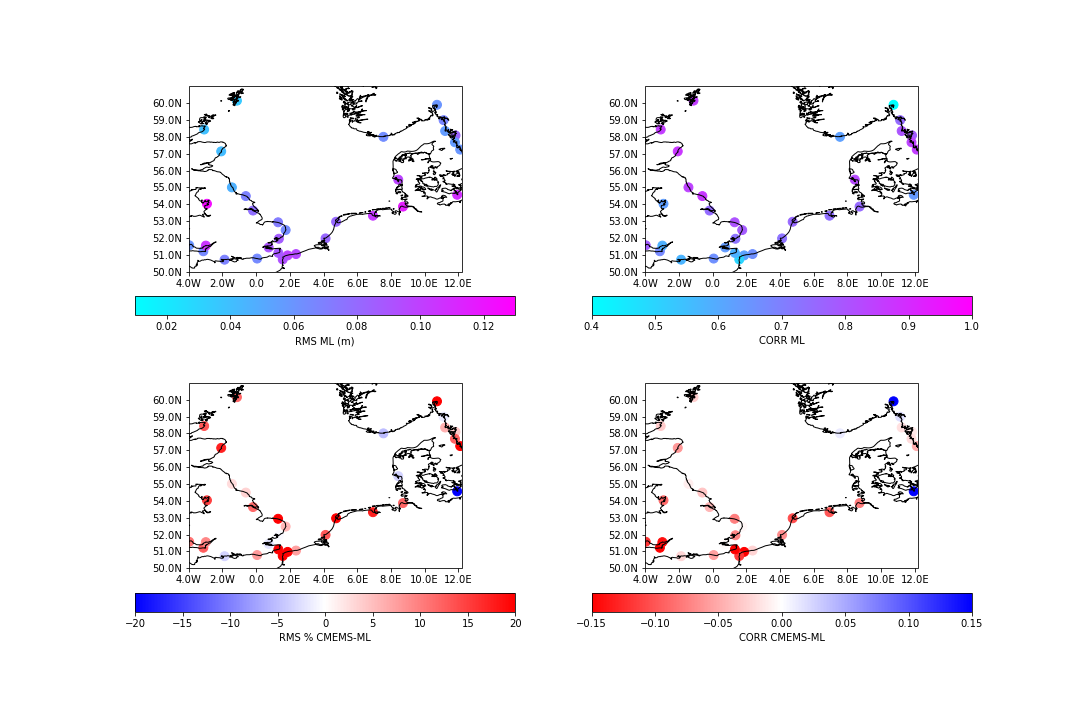 60.0N
59.0N
58.0N
57.0N
56.0N
55.0N
54.0N
53.0N
52.0N
51.0N
50.0N
4.0W 2.0W 0.0 2.0E 4.0E 6.0E 8.0E 10.0E 12.0E
0.02 0.04 0.06 0.08 0.10 0.12
RMS ML (m)
60.0N
59.0N
58.0N
57.0N
56.0N
55.0N
54.0N
53.0N
52.0N
51.0N
50.0N
4.0W 2.0W 0.0 2.0E 4.0E 6.0E 8.0E 10.0E 12.0E
0.4 0.5 0.6 0.7 0.8 0.9 1.0
CORR ML
60.0N
59.0N
58.0N
57.0N
56.0N
55.0N
54.0N
53.0N
52.0N
51.0N
50.0N
4.0W 2.0W 0.0 2.0E 4.0E 6.0E 8.0E 10.0E 12.0E
−20 −15 −10 −5 0 5 10 15 20
RMS % CMEMS-ML
60.0N
59.0N
58.0N
57.0N
56.0N
55.0N
54.0N
53.0N
52.0N
51.0N
50.0N
4.0W 2.0W 0.0 2.0E 4.0E 6.0E 8.0E 10.0E 12.0E
−0.15 −0.10 −0.05 0.00 0.05 0.10 0.15
CORR CMEMS-ML